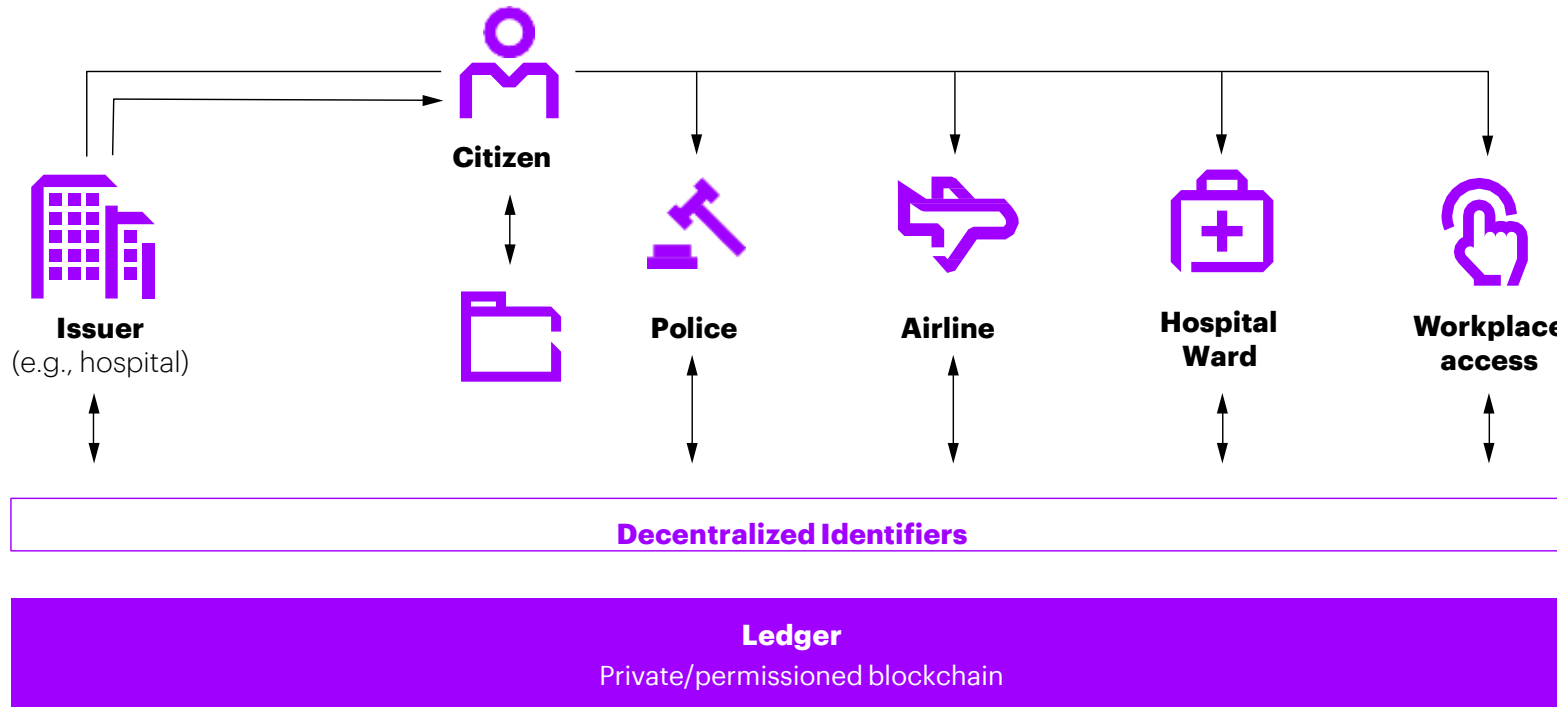 Citizen
Issuer
(e.g., hospital)
Police
Airline
Hospital
Ward
Workplace
access
Decentralized Identifiers
Ledger
Private/permissioned blockchain